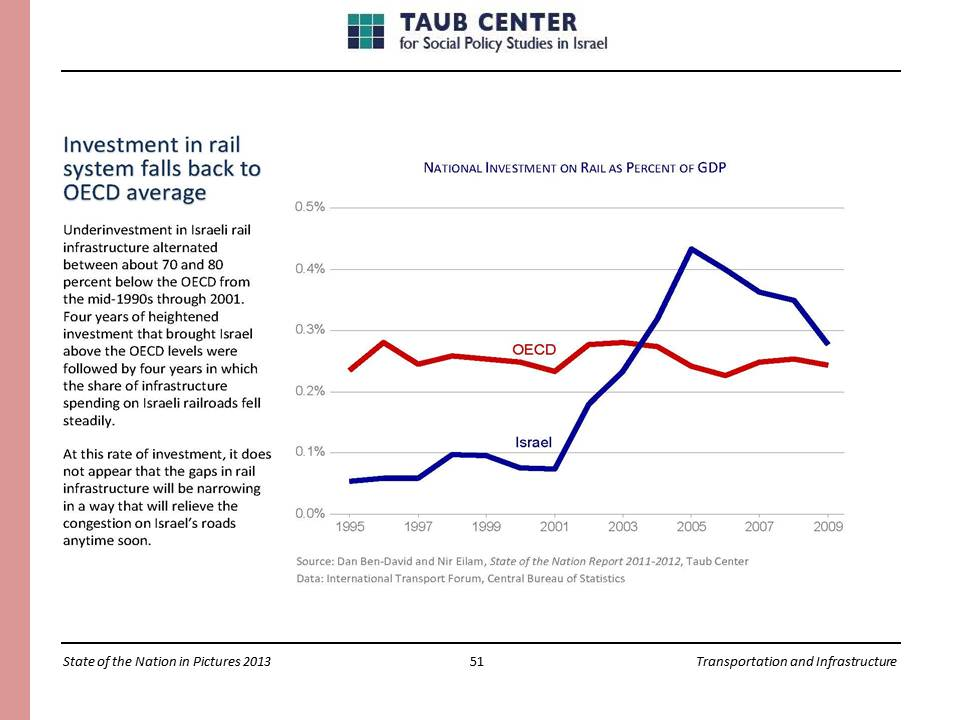 TAUB CENTER
for Social Policy Studies in Israel
Investment in rail
system falls back to
OECD average
Underinvestment in Israeli rail
infrastructure alternated
between about 70 and 80
percent below the OECD from
the mid-1990s through 2001.
Four years of heightened
investment that brought Israel
above the OECD levels were
followed by four years in which
the share of infrastructure
spending on Israeli railroads fell
steadily.
At this rate of investment, it does
not appear that the gaps in rail
infrastructure will be narrowing
in a way that will relieve the
congestion on Israel's roads
anytime soon.
NATIONAL INVESTMENT ON RAIL AS PERCENT OF GDP
0.5%
0.4%
0.3%
OECD
0.2%
Israel
0.1%
0.0%
1995 1997 1999 2001 2003 2005 2007 2009
Source: Dan Ben-David and Nir Eilam, State of the Nation Report 2011-2012, Taub Center
Data: International Transport Forum, Central Bureau of Statistics
State of the Nation in Pictures 2013 51 Transportation and Infrastructure